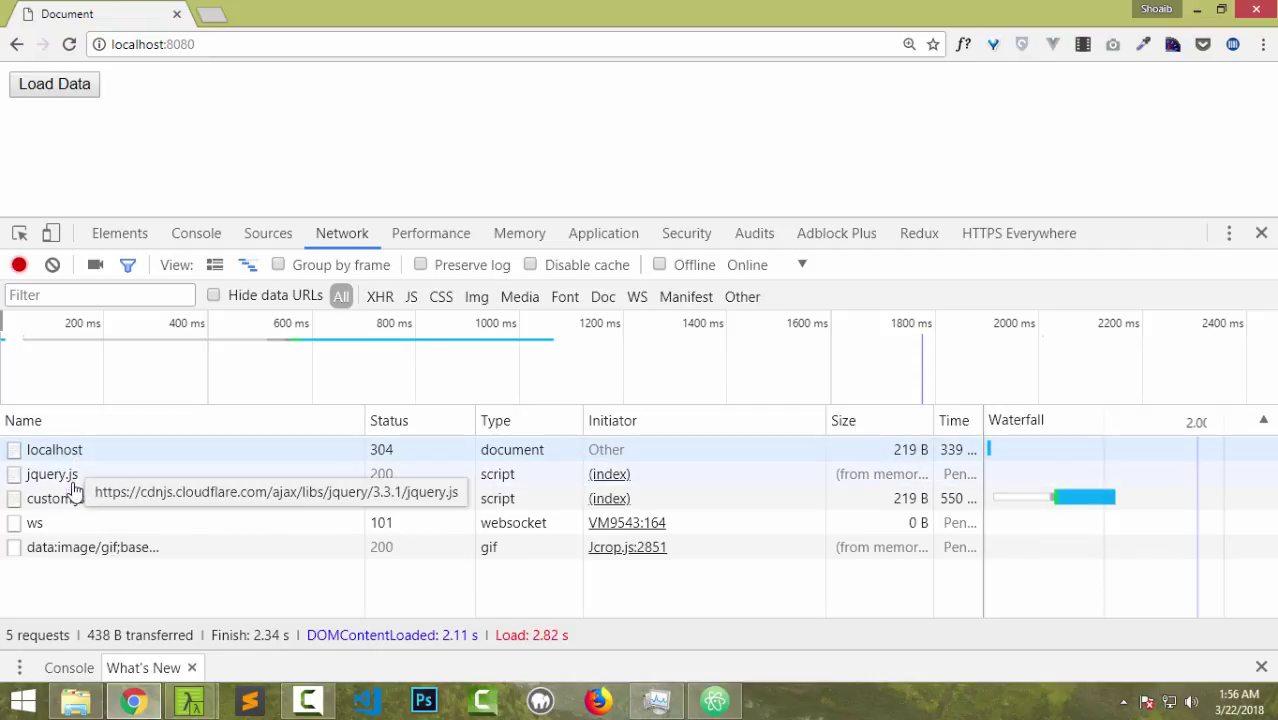 Document
Shoaib
localhost:8080
f?
Load Data
Elements Console Sources Network Performance Memory Application Security Audits Adblock Plus Redux HTTPS Everywhere
View: Group by frame Preserve log Disable cache Offline Online
Filter Hide data URLs All XHR JS CSS Img Media Font Doc WS Manifest Other
200 ms 400 ms 600 ms 800 ms 1000 ms 1200 ms 1400 ms 1600 ms 1800 ms 2000 ms 2200 ms 2400 ms
Name Status Type Initiator Size Time Waterfall 2.00
localhost 304 document Other 219 B 339 ...
jquery.js 200 script (index) (from memor... Pen...
https://cdnjs.cloudflare.com/ajax/libs/jquery/3.3.1/jquery.js
script (index) 219 B 550 ...
ws 101 websocket VM9543:164 0 B Pen...
data:image/gif;base... 200 gif Jcrop.js:2851 (from memor... Pen...
5 requests | 438 B transferred | Finish: 2.34 s | DOMContentLoaded: 2.11 s | Load: 2.82 s
Console What's New
Ps
1:56 AM
3/22/2018